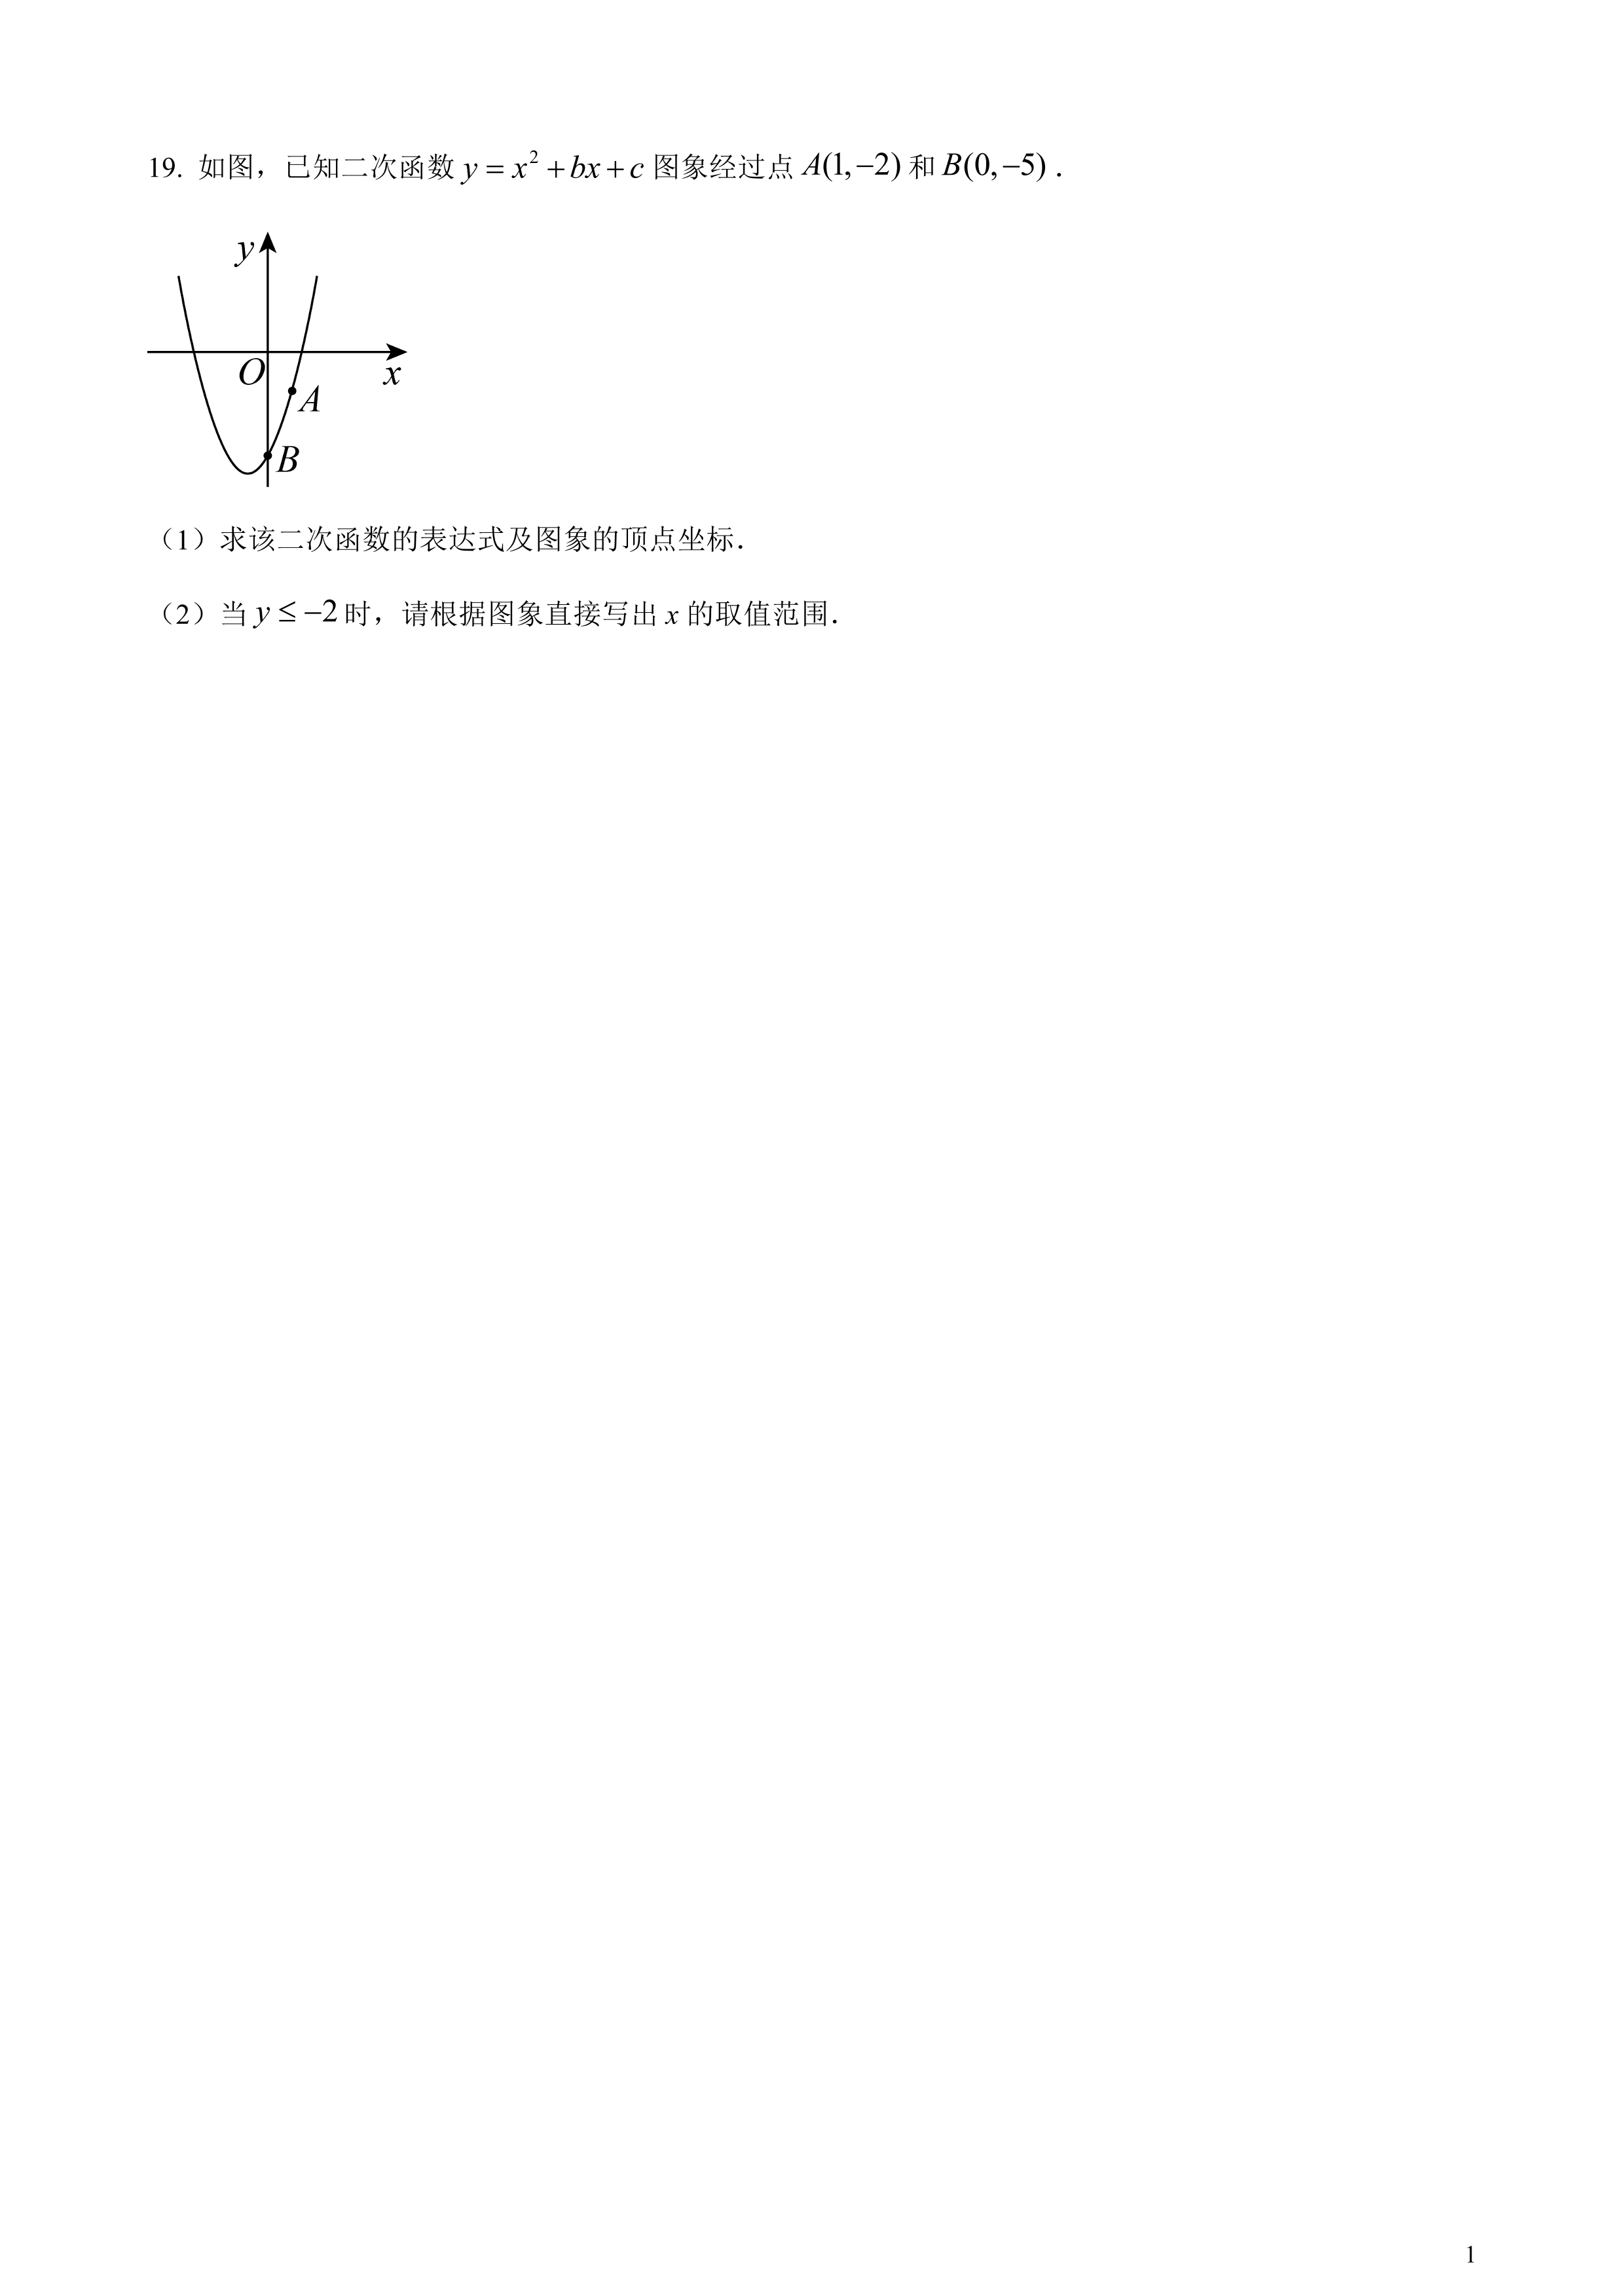 19. 如图，已知二次函数 $y = x^2 + bx + c$ 图象经过点 $A(1,-2)$ 和 $B(0,-5)$．
y
O
x
A
B
（1）求该二次函数的表达式及图象的顶点坐标．
（2）当 $y \leq -2$ 时，请根据图象直接写出 x 的取值范围．
1